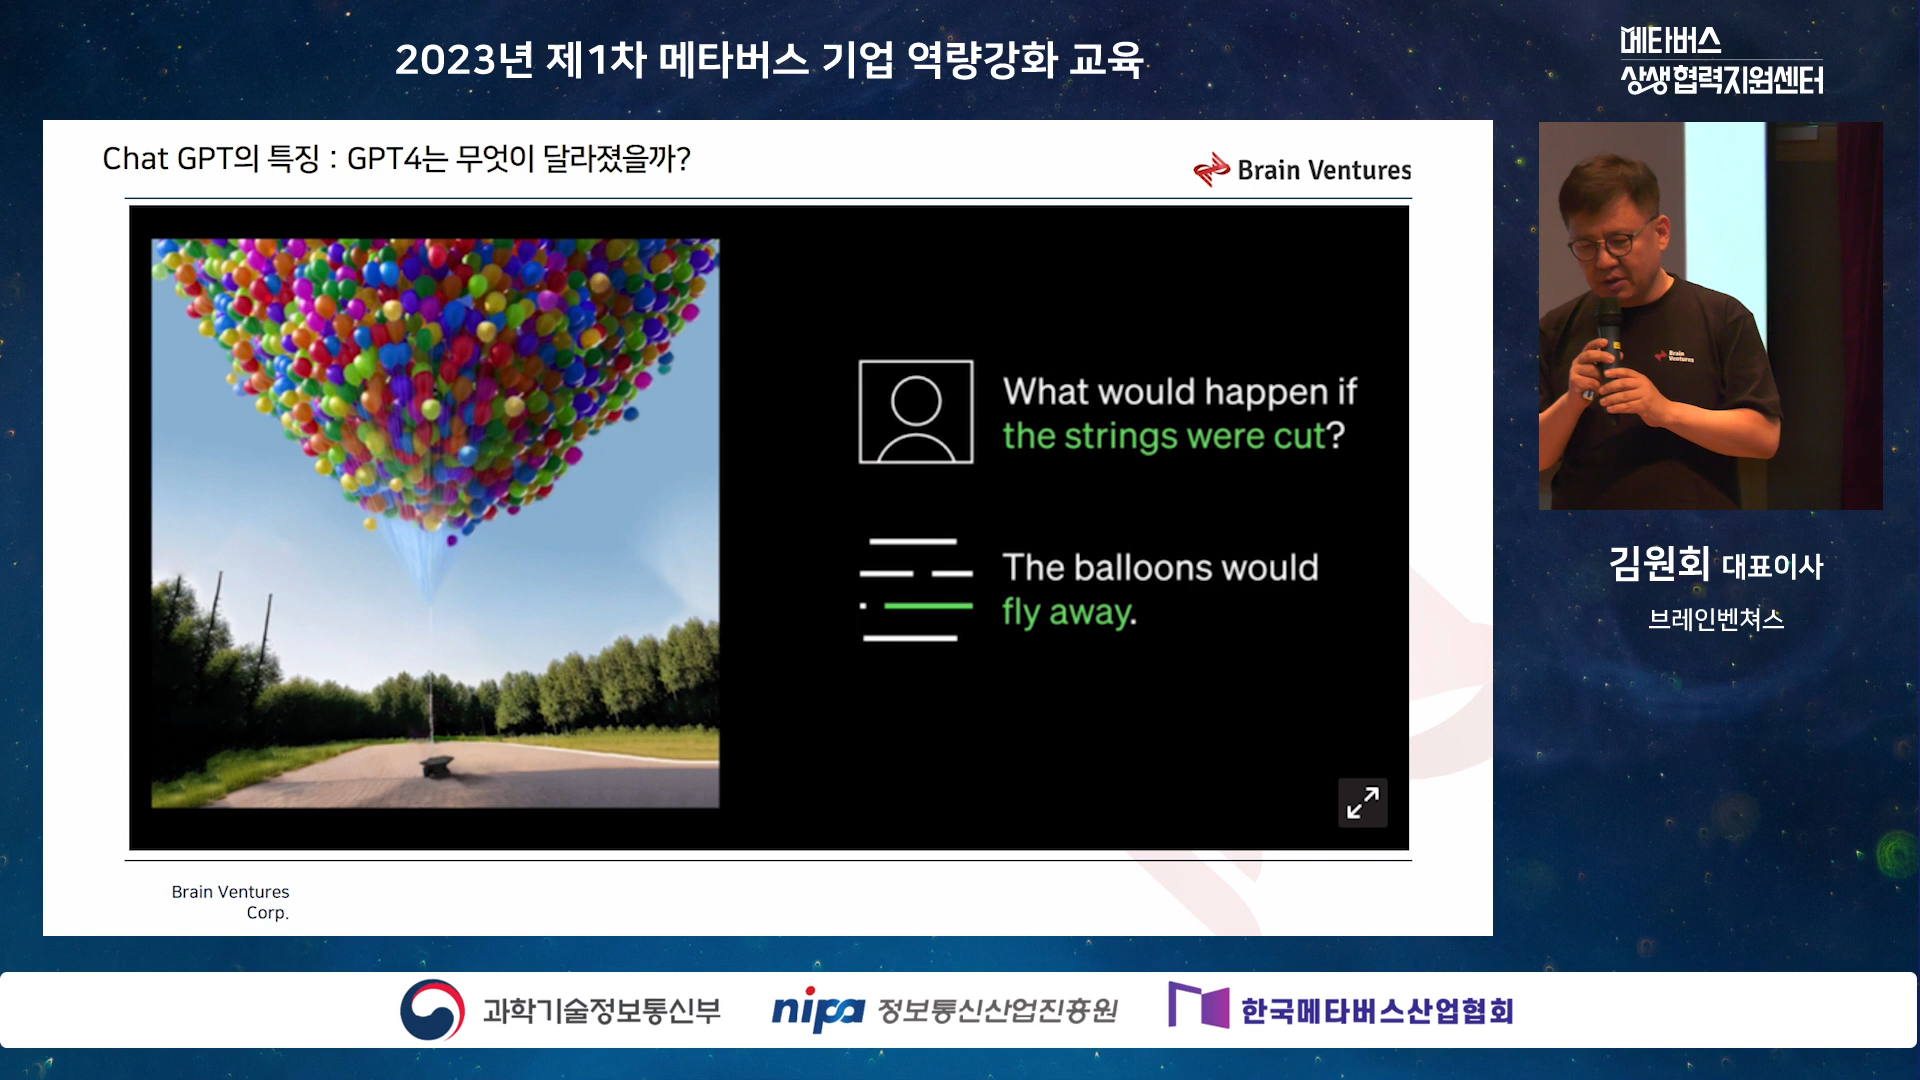 2023년 제1차 메타버스 기업 역량강화 교육
메타버스
상생협력지원센터
Chat GPT의 특징 : GPT4는 무엇이 달라졌을까?
Brain Ventures
What would happen if
the strings were cut?
The balloons would
fly away.
Brain Ventures
Corp.
Brain
Ventures
김원회 대표이사
브레인벤쳐스
과학기술정보통신부
nipa 정보통신산업진흥원
한국메타버스산업협회